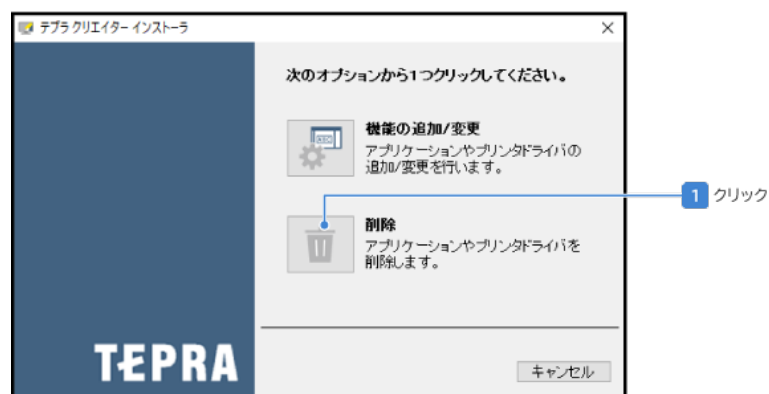 テプラ クリエイター インストーラ
次のオプションから1つクリックしてください。
機能の追加/変更
アプリケーションやプリンタドライバの
追加/変更を行います。
1 クリック
削除
アプリケーションやプリンタドライバを
削除します。
TEPRA
キャンセル